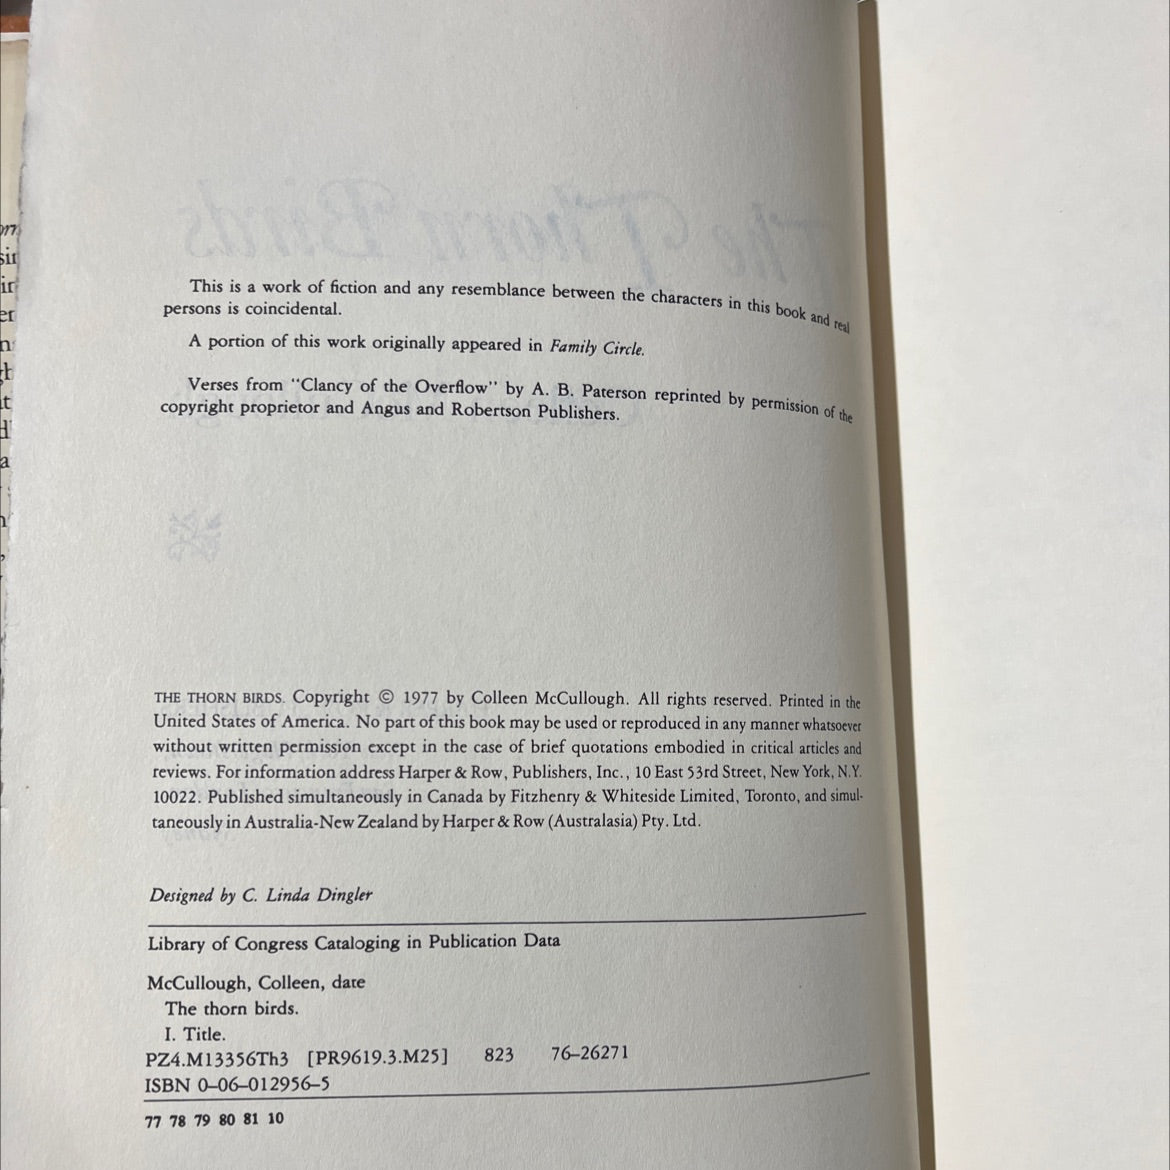 The Thorn Birds
This is a work of fiction and any resemblance between the characters in this book and real
persons is coincidental.
A portion of this work originally appeared in Family Circle.
Verses from "Clancy of the Overflow" by A. B. Paterson reprinted by permission of the
copyright proprietor and Angus and Robertson Publishers.
THE THORN BIRDS. Copyright © 1977 by Colleen McCullough. All rights reserved. Printed in the
United States of America. No part of this book may be used or reproduced in any manner whatsoever
without written permission except in the case of brief quotations embodied in critical articles and
reviews. For information address Harper & Row, Publishers, Inc., 10 East 53rd Street, New York, N.Y.
10022. Published simultaneously in Canada by Fitzhenry & Whiteside Limited, Toronto, and simul-
taneously in Australia-New Zealand by Harper & Row (Australasia) Pty. Ltd.
Designed by C. Linda Dingler
Library of Congress Cataloging in Publication Data
McCullough, Colleen, date
The thorn birds.
I. Title.
PZ4.M13356Th3 [PR9619.3.M25] 823 76–26271
ISBN 0–06–012956–5
77 78 79 80 81 10